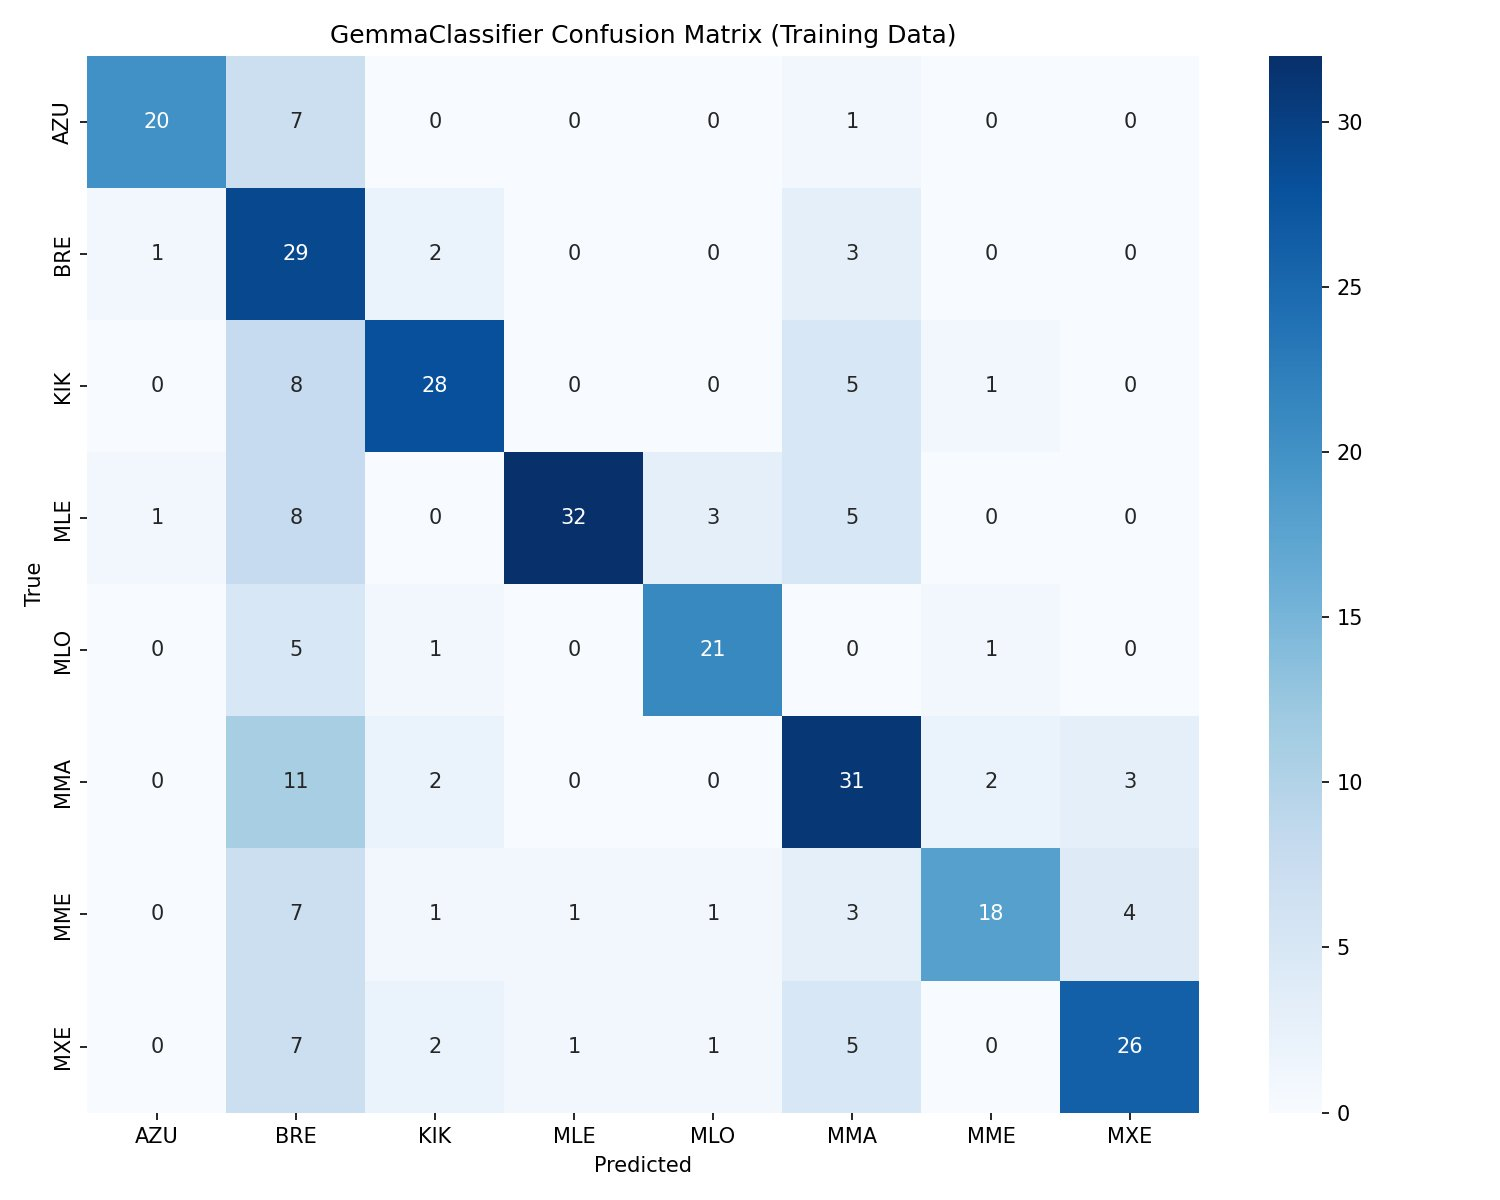 GemmaClassifier Confusion Matrix (Training Data)
AZU 20 7 0 0 0 1 0 0
BRE 1 29 2 0 0 3 0 0
KIK 0 8 28 0 0 5 1 0
MLE 1 8 0 32 3 5 0 0
MLO 0 5 1 0 21 0 1 0
MMA 0 11 2 0 0 31 2 3
MME 0 7 1 1 1 3 18 4
MXE 0 7 2 1 1 5 0 26
True
AZU BRE KIK MLE MLO MMA MME MXE
Predicted
30
25
20
15
10
5
0